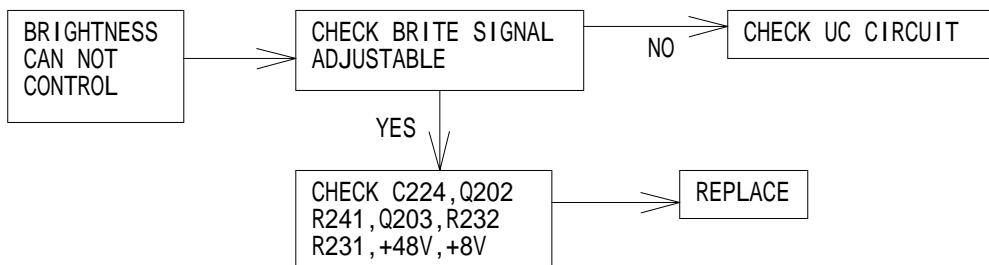 BRIGHTNESS
CAN NOT
CONTROL
CHECK BRITE SIGNAL
ADJUSTABLE
NO
CHECK UC CIRCUIT
YES
CHECK C224,Q202
R241,Q203,R232
R231,+48V,+8V
REPLACE